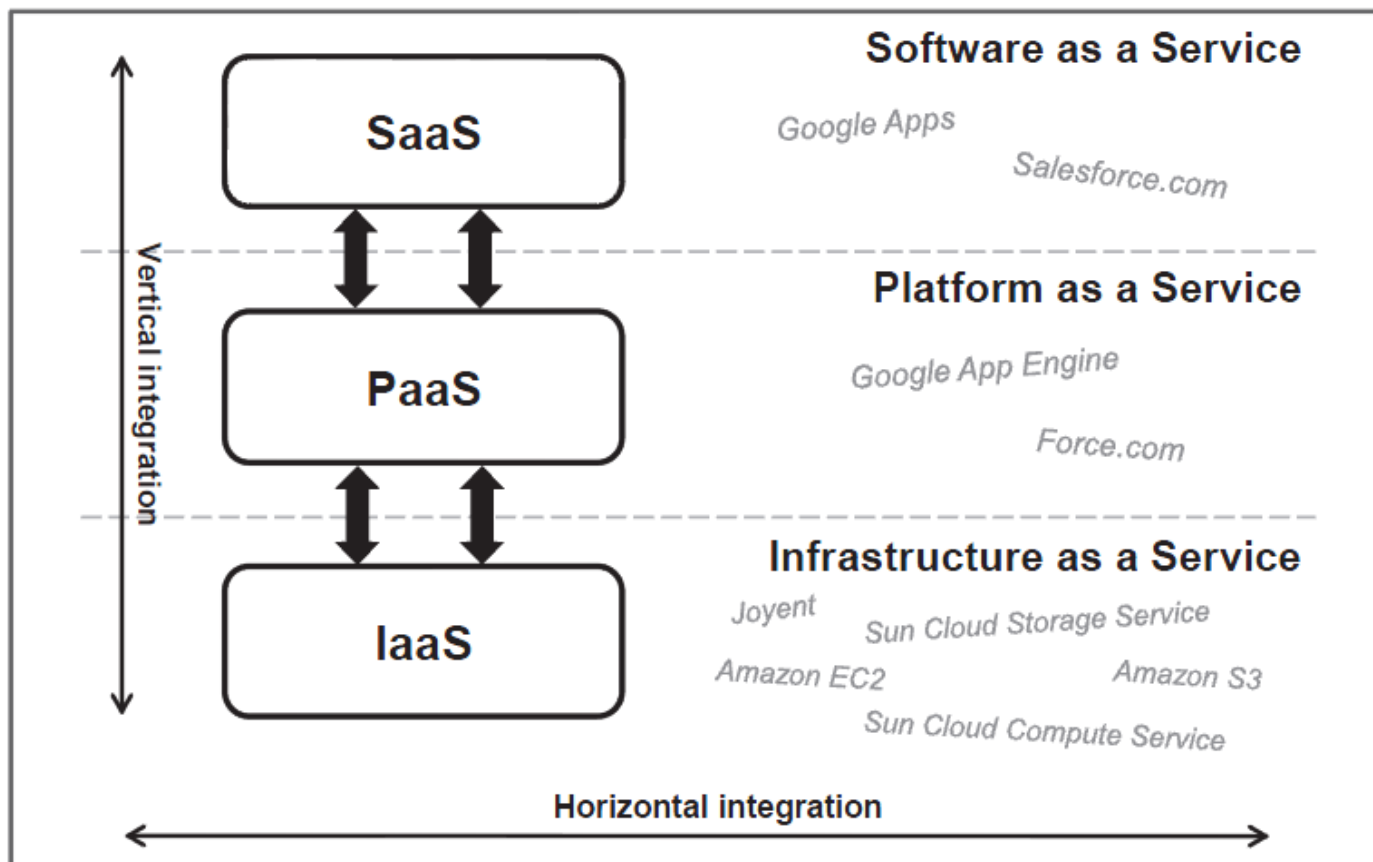 Software as a Service
SaaS
Google Apps
Salesforce.com
Vertical integration
Platform as a Service
PaaS
Google App Engine
Force.com
Infrastructure as a Service
IaaS
Joyent
Sun Cloud Storage Service
Amazon EC2
Amazon S3
Sun Cloud Compute Service
Horizontal integration